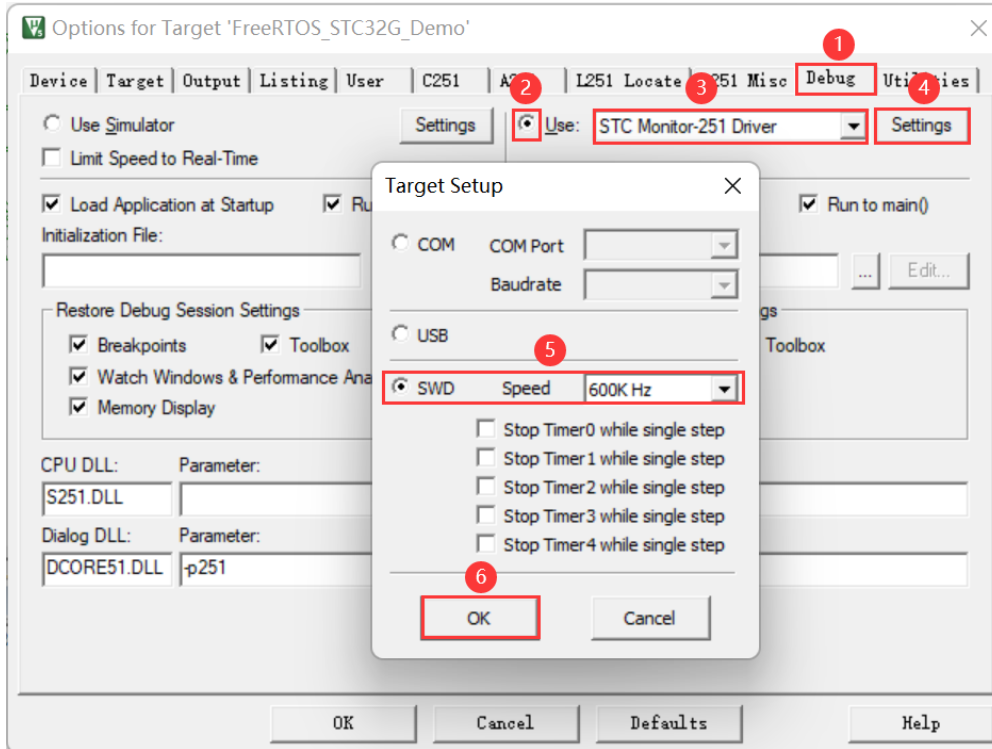 Options for Target 'FreeRTOS_STC32G_Demo'
1
Device Target Output Listing User C251 L251 Locate Misc Debug
2 3 4
Use Simulator Settings Use: STC Monitor-251 Driver Settings
Limit Speed to Real-Time
Load Application at Startup Run to main()
Initialization File:
... Edit...
Restore Debug Session Settings
Breakpoints Toolbox Toolbox
Watch Windows & Performance
Memory Display
CPU DLL: Parameter:
S251.DLL
Dialog DLL: Parameter:
DCORE51.DLL -p251
Target Setup
COM COM Port
Baudrate
USB
5
SWD Speed 600K Hz
Stop Timer0 while single step
Stop Timer1 while single step
Stop Timer2 while single step
Stop Timer3 while single step
Stop Timer4 while single step
6
OK Cancel
OK Cancel Defaults Help